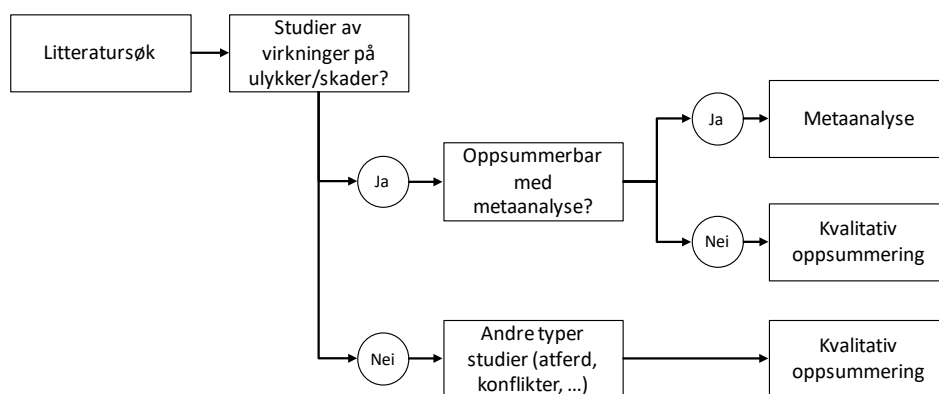 Litteratursøk
Studier av
virkninger på
ulykker/skader?
Ja
Oppsummerbar
med
metaanalyse?
Ja
Metaanalyse
Nei
Kvalitativ
oppsummering
Nei
Andre typer
studier (atferd,
konflikter, ...)
Kvalitativ
oppsummering